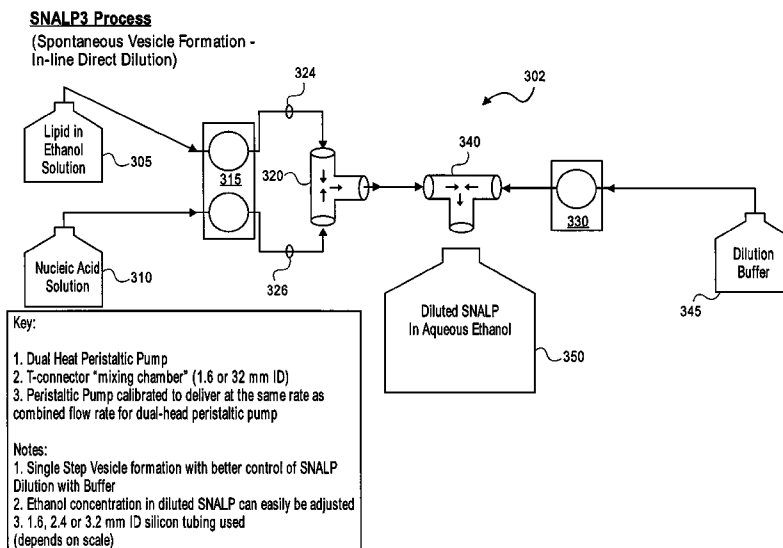 SNALP3 Process
(Spontaneous Vesicle Formation -
In-line Direct Dilution)
324
302
Lipid in
Ethanol
Solution
305
315
320
340
330
Nucleic Acid
Solution
310
326
Dilution
Buffer
345
Diluted SNALP
In Aqueous Ethanol
350
Key:
1. Dual Heat Peristaltic Pump
2. T-connector "mixing chamber" (1.6 or 32 mm ID)
3. Peristaltic Pump calibrated to deliver at the same rate as
combined flow rate for dual-head peristaltic pump
Notes:
1. Single Step Vesicle formation with better control of SNALP
Dilution with Buffer
2. Ethanol concentration in diluted SNALP can easily be adjusted
3. 1.6, 2.4 or 3.2 mm ID silicon tubing used
(depends on scale)